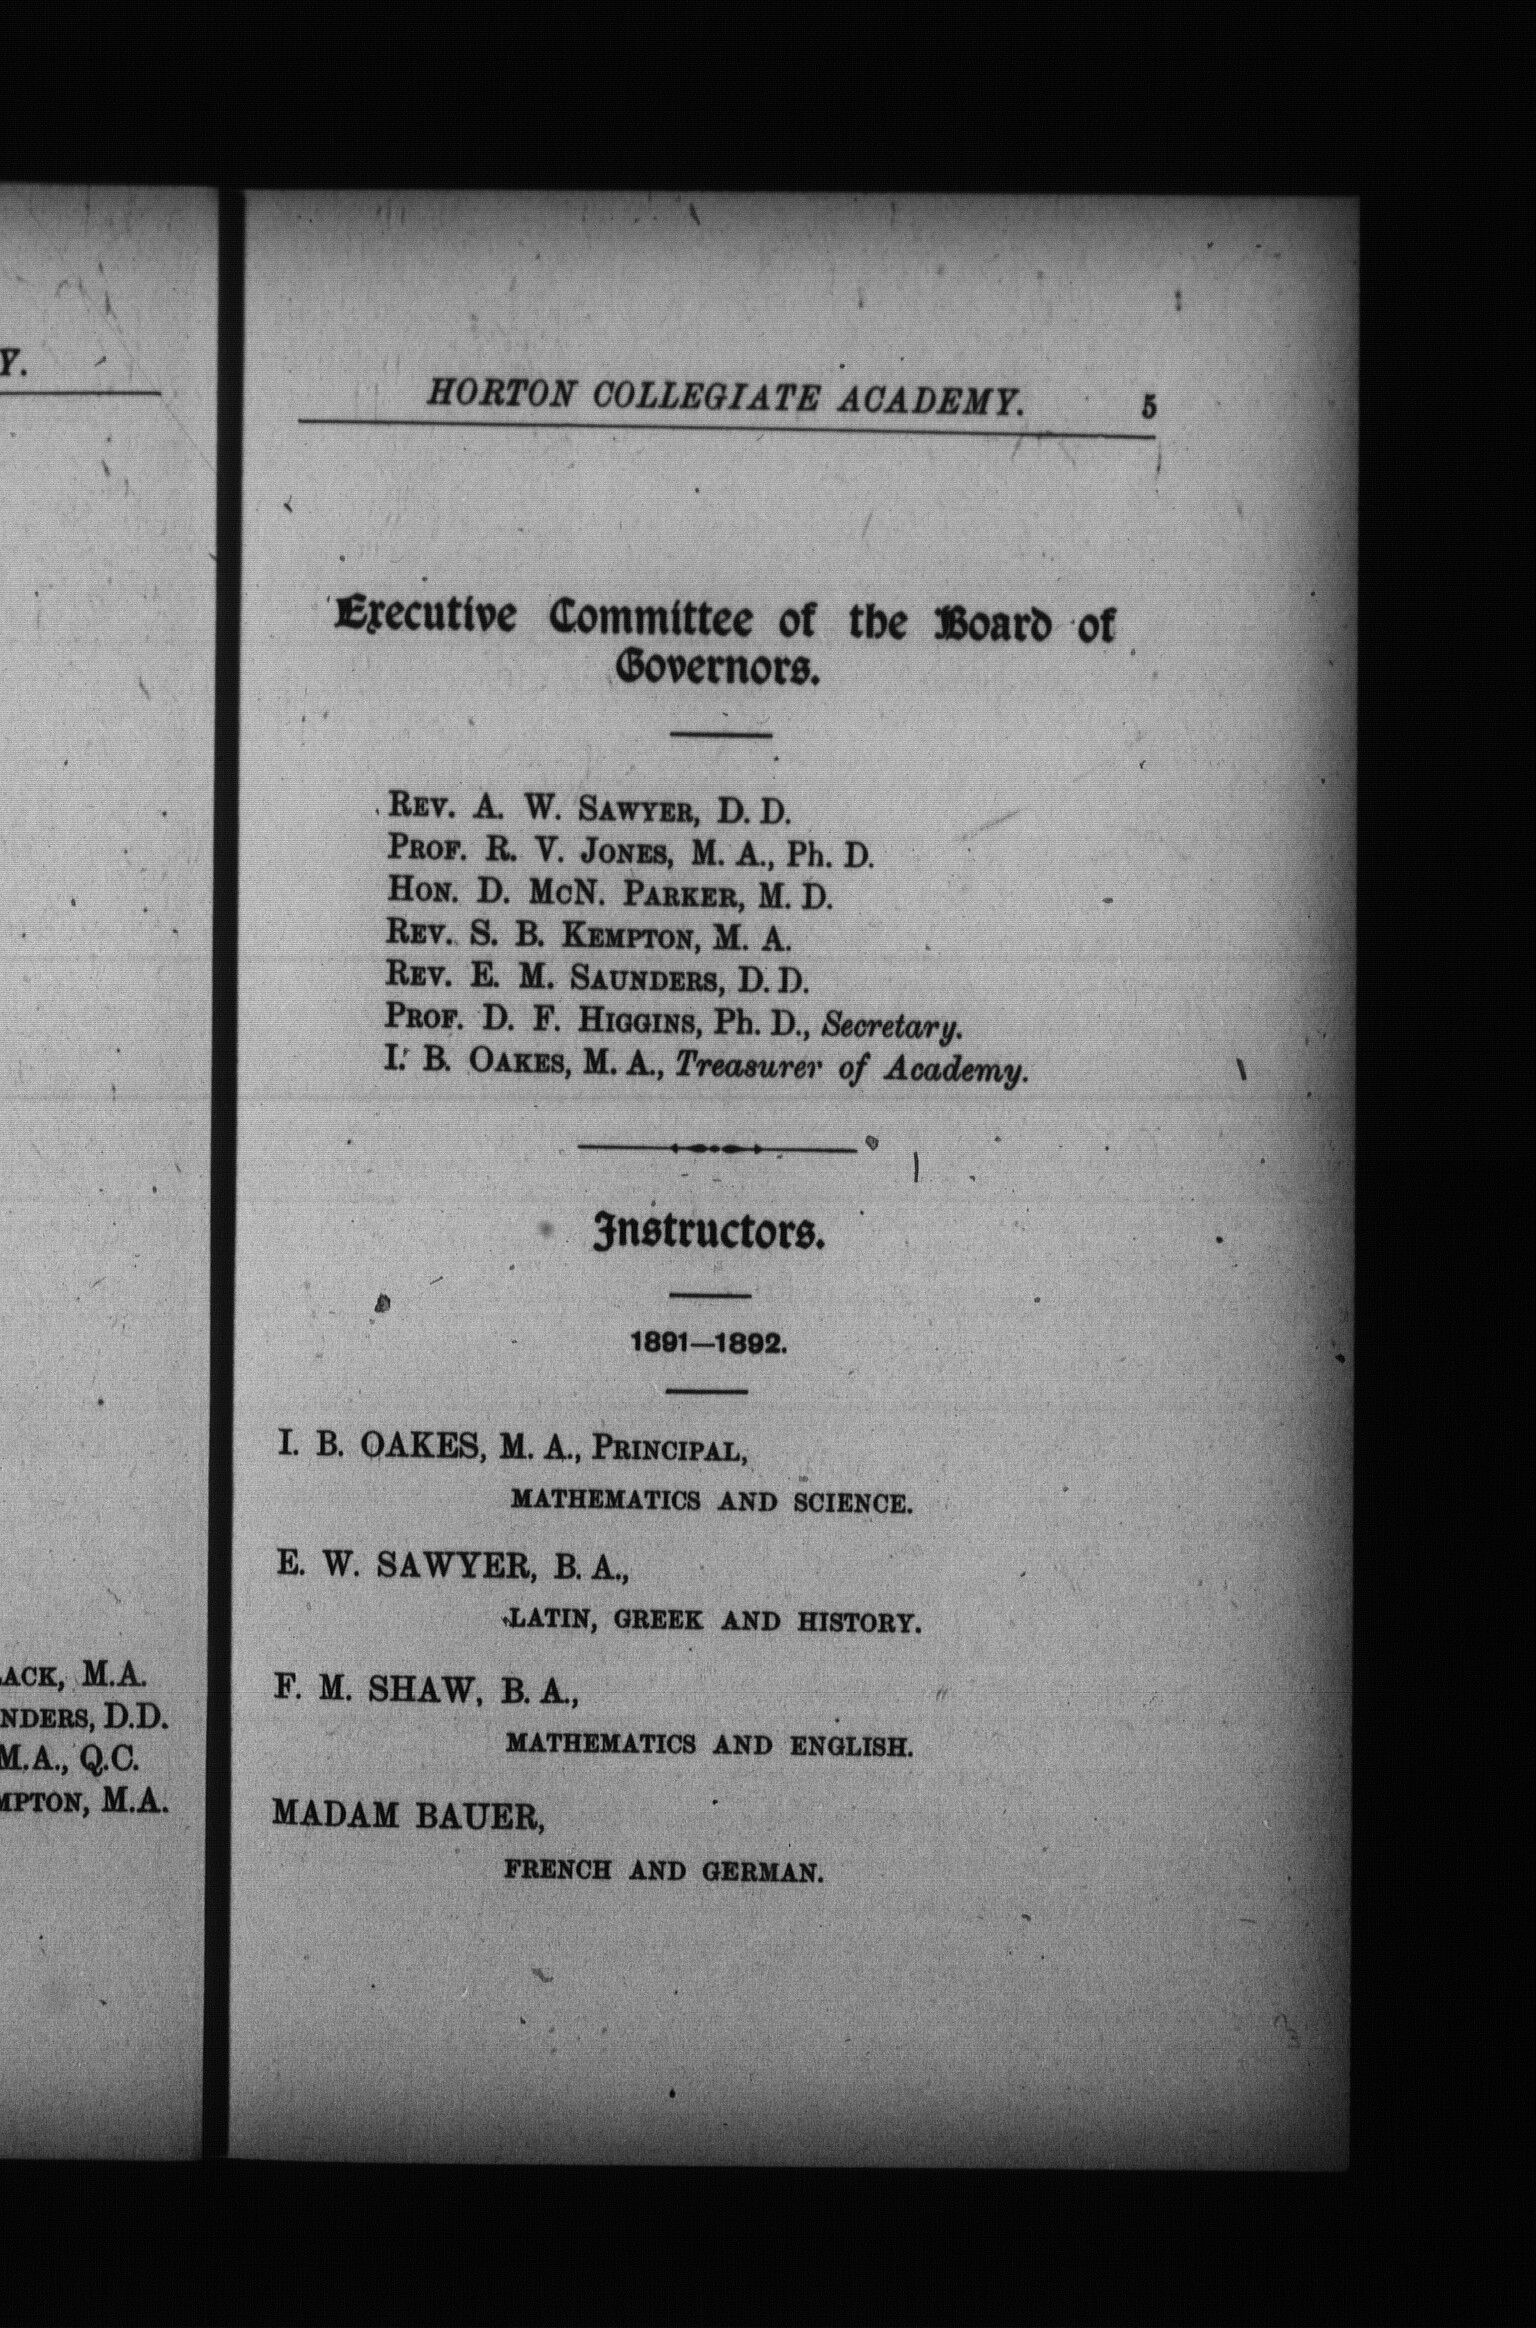 Y.
LACK, M.A.
NDERS, D.D.
M.A., Q.C.
MPTON, M.A.
HORTON COLLEGIATE ACADEMY. 5
Executive Committee of the Board of
Governors.
REV. A. W. SAWYER, D. D.
PROF. R. V. JONES, M. A., Ph. D.
HON. D. McN. PARKER, M. D.
REV. S. B. KEMPTON, M. A.
REV. E. M. SAUNDERS, D. D.
PROF. D. F. HIGGINS, Ph. D., Secretary.
I. B. OAKES, M. A., Treasurer of Academy.
Instructors.
1891—1892.
I. B. OAKES, M. A., PRINCIPAL,
MATHEMATICS AND SCIENCE.
E. W. SAWYER, B. A.,
LATIN, GREEK AND HISTORY.
F. M. SHAW, B. A.,
MATHEMATICS AND ENGLISH.
MADAM BAUER,
FRENCH AND GERMAN.